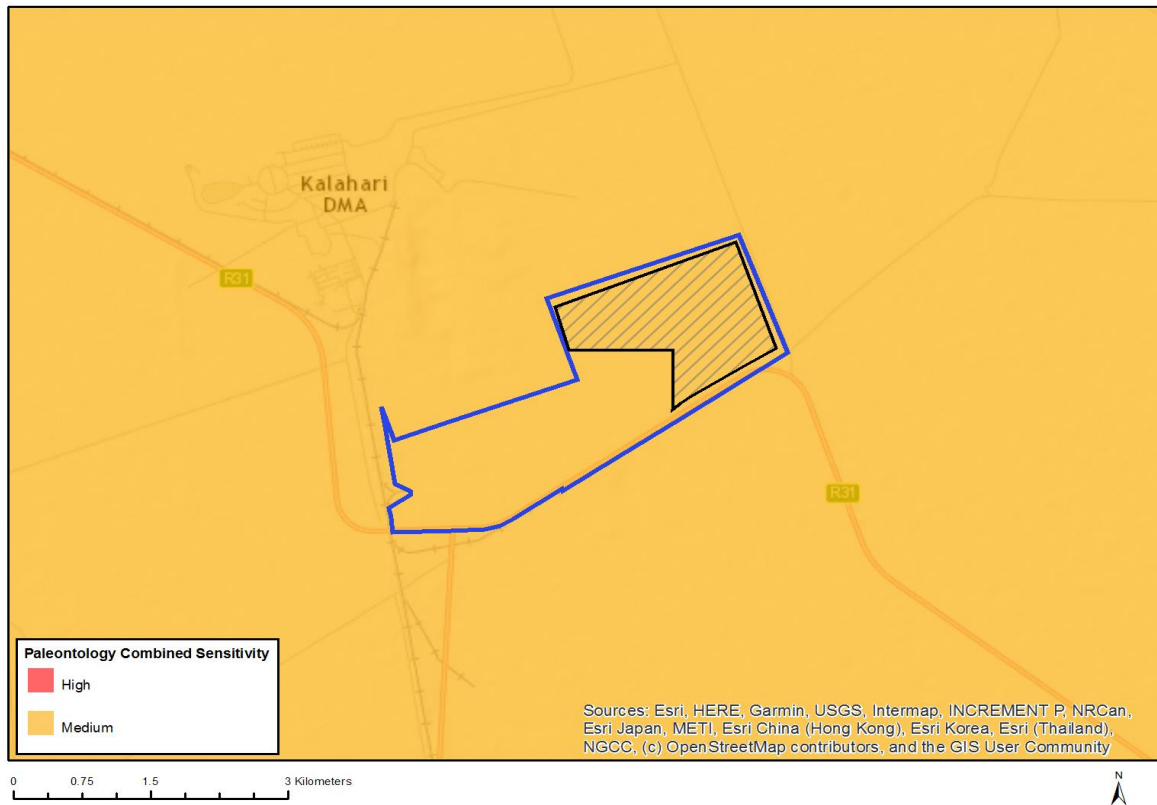 Kalahari
DMA
R31
R31
Paleontology Combined Sensitivity
High
Medium
Sources: Esri, HERE, Garmin, USGS, Intermap, INCREMENT P, NRCan,
Esri Japan, METI, Esri China (Hong Kong), Esri Korea, Esri (Thailand),
NGCC, (c) OpenStreetMap contributors, and the GIS User Community
0 0.75 1.5 3 Kilometers
N